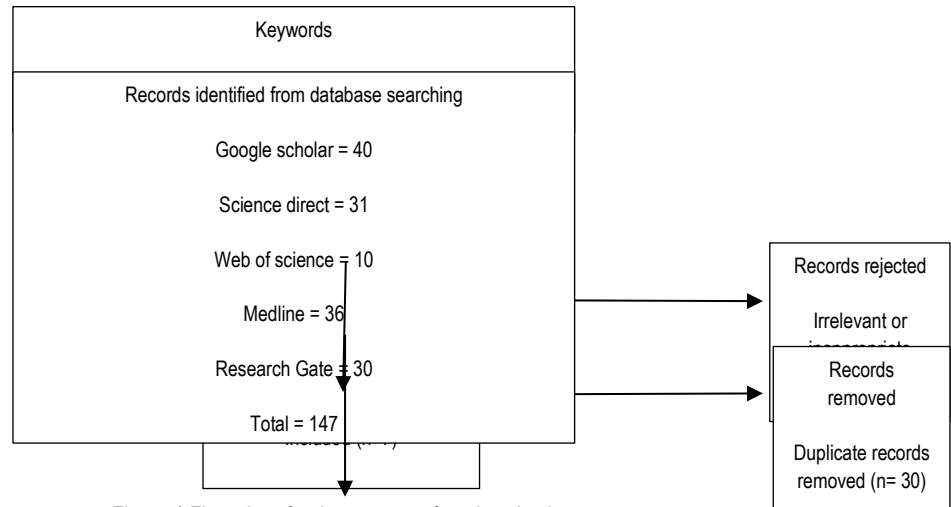 Keywords
Records identified from database searching
Google scholar = 40
Science direct = 31
Web of science = 10
Medline = 36
Research Gate = 30
Total = 147
Records rejected
Irrelevant or
Records
removed
Duplicate records
removed (n= 30)